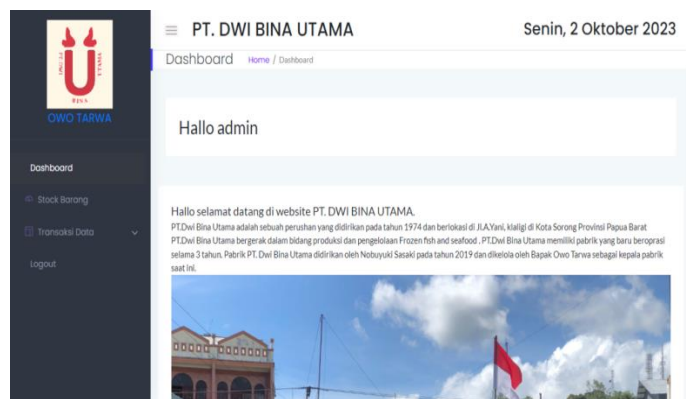 BINA
OWO TARWA
Dashboard
Stock Barang
Transaksi Data
Logout
PT. DWI BINA UTAMA
Senin, 2 Oktober 2023
Dashboard Home / Dashboard
Hallo admin
Hallo selamat datang di website PT. DWI BINA UTAMA.
PT.Dwi Bina Utama adalah sebuah perushan yang didirikan pada tahun 1974 dan berlokasi di Jl.A.Yani, klaligi di Kota Sorong Provinsi Papua Barat
PT.Dwi Bina Utama bergerak dalam bidang produksi dan pengelolaan Frozen fish and seafood . PT.Dwi Bina Utama memiliki pabrik yang baru beroprasi
selama 3 tahun. Pabrik PT. Dwi Bina Utama didirikan oleh Nobuyuki Sasaki pada tahun 2019 dan dikelola oleh Bapak Owo Tarwa sebagai kepala pabrik
saat ini.